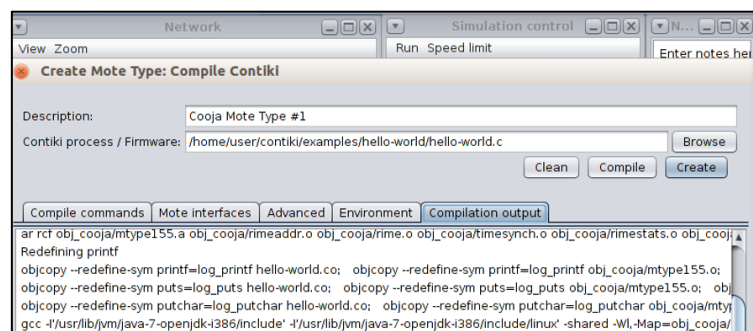 Network
Simulation control
N...
View Zoom
Run Speed limit
Enter notes her
Create Mote Type: Compile Contiki
Description:
Cooja Mote Type #1
Contiki process / Firmware:
/home/user/contiki/examples/hello-world/hello-world.c
Browse
Clean
Compile
Create
Compile commands
Mote interfaces
Advanced
Environment
Compilation output
ar rcf obj_cooja/mtype155.a obj_cooja/rimeaddr.o obj_cooja/rime.o obj_cooja/timesynch.o obj_cooja/rimestats.o obj_cooja
Redefining printf
objcopy --redefine-sym printf=log_printf hello-world.co; objcopy --redefine-sym printf=log_printf obj_cooja/mtype155.o;
objcopy --redefine-sym puts=log_puts hello-world.co; objcopy --redefine-sym puts=log_puts obj_cooja/mtype155.o; obj
objcopy --redefine-sym putchar=log_putchar hello-world.co; objcopy --redefine-sym putchar=log_putchar obj_cooja/mty
gcc -I'/usr/lib/jvm/java-7-openjdk-i386/include' -I'/usr/lib/jvm/java-7-openjdk-i386/include/linux' -shared -Wl,-Map=obj_cooja/